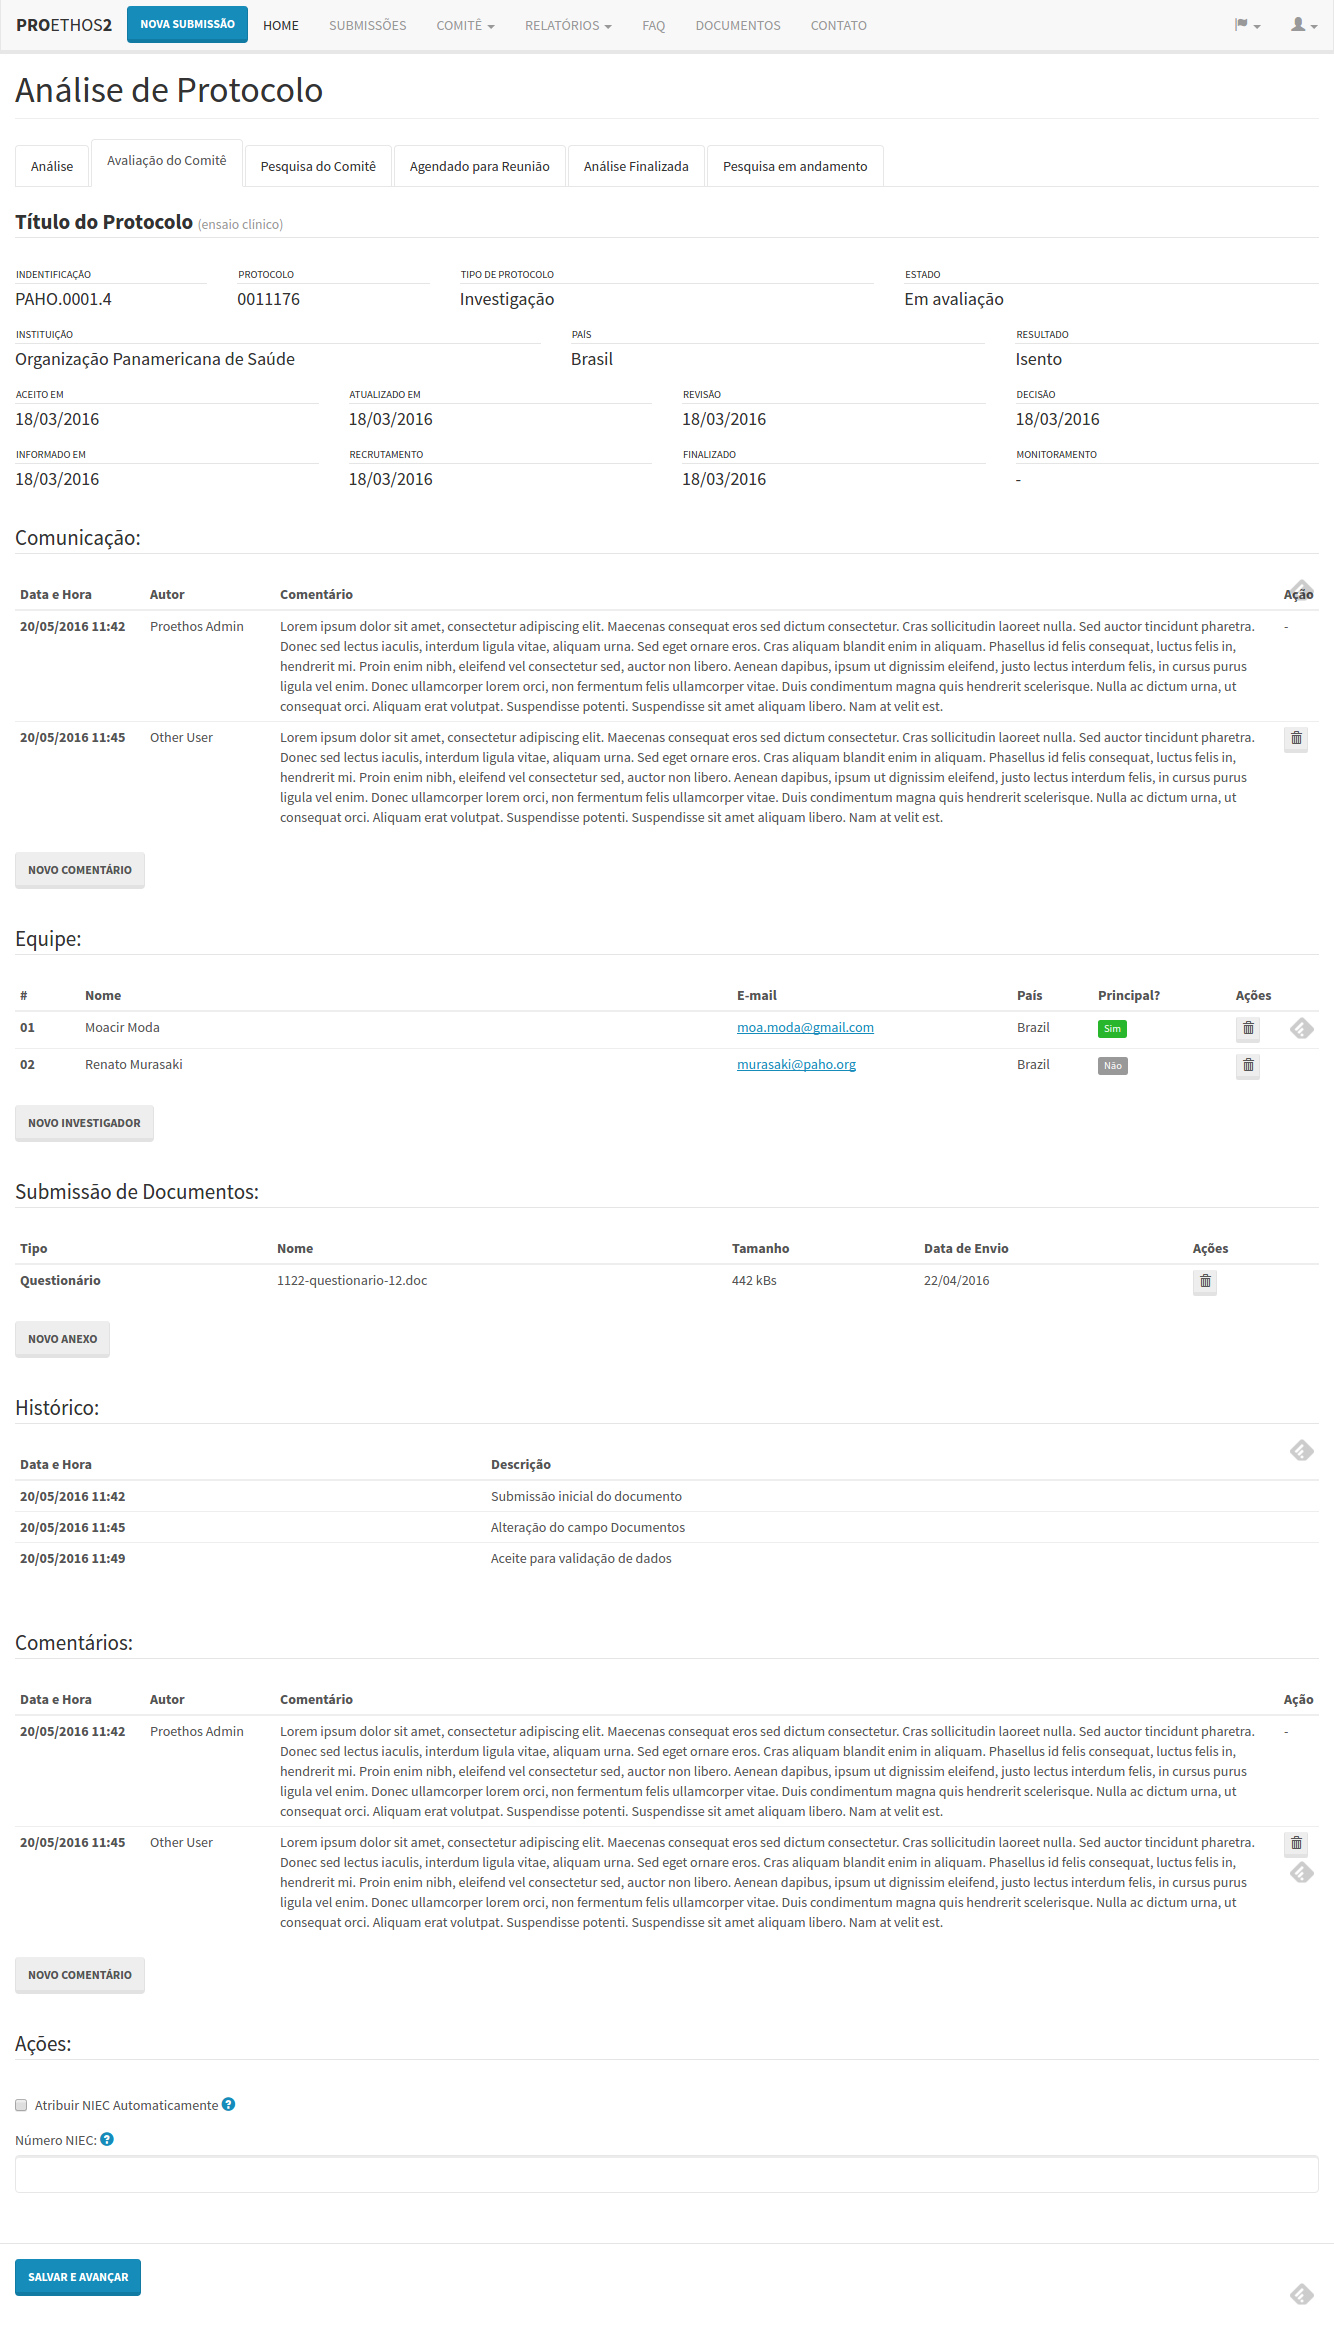 PROETHOS2 NOVA SUBMISSÃO HOME SUBMISSÕES COMITÊ RELATÓRIOS FAQ DOCUMENTOS CONTATO
Análise de Protocolo
Análise Avaliação do Comitê Pesquisa do Comitê Agendado para Reunião Análise Finalizada Pesquisa em andamento
Título do Protocolo (ensaio clínico)
INDENTIFICAÇÃO PROTOCOLO TIPO DE PROTOCOLO ESTADO
PAHO.0001.4 0011176 Investigação Em avaliação
INSTITUIÇÃO PAÍS RESULTADO
Organização Panamericana de Saúde Brasil Isento
ACEITO EM ATUALIZADO EM REVISÃO DECISÃO
18/03/2016 18/03/2016 18/03/2016 18/03/2016
INFORMADO EM RECRUTAMENTO FINALIZADO MONITORAMENTO
18/03/2016 18/03/2016 18/03/2016 -
Comunicação:
Data e Hora Autor Comentário Ação
20/05/2016 11:42 Proethos Admin Lorem ipsum dolor sit amet, consectetur adipiscing elit. Maecenas consequat eros sed dictum consectetur. Cras sollicitudin laoreet nulla. Sed auctor tincidunt pharetra. -
Donec sed lectus iaculis, interdum ligula vitae, aliquam urna. Sed eget ornare eros. Cras aliquam blandit enim in aliquam. Phasellus id felis consequat, luctus felis in,
hendrerit mi. Proin enim nibh, eleifend vel consectetur sed, auctor non libero. Aenean dapibus, ipsum ut dignissim eleifend, justo lectus interdum felis, in cursus purus
ligula vel enim. Donec ullamcorper lorem orci, non fermentum felis ullamcorper vitae. Duis condimentum magna quis hendrerit scelerisque. Nulla ac dictum urna, ut
consequat orci. Aliquam erat volutpat. Suspendisse potenti. Suspendisse sit amet aliquam libero. Nam at velit est.
20/05/2016 11:45 Other User Lorem ipsum dolor sit amet, consectetur adipiscing elit. Maecenas consequat eros sed dictum consectetur. Cras sollicitudin laoreet nulla. Sed auctor tincidunt pharetra.
Donec sed lectus iaculis, interdum ligula vitae, aliquam urna. Sed eget ornare eros. Cras aliquam blandit enim in aliquam. Phasellus id felis consequat, luctus felis in,
hendrerit mi. Proin enim nibh, eleifend vel consectetur sed, auctor non libero. Aenean dapibus, ipsum ut dignissim eleifend, justo lectus interdum felis, in cursus purus
ligula vel enim. Donec ullamcorper lorem orci, non fermentum felis ullamcorper vitae. Duis condimentum magna quis hendrerit scelerisque. Nulla ac dictum urna, ut
consequat orci. Aliquam erat volutpat. Suspendisse potenti. Suspendisse sit amet aliquam libero. Nam at velit est.
NOVO COMENTÁRIO
Equipe:
# Nome E-mail País Principal? Ações
01 Moacir Moda moa.moda@gmail.com Brazil Sim
02 Renato Murasaki murasaki@paho.org Brazil Não
NOVO INVESTIGADOR
Submissão de Documentos:
Tipo Nome Tamanho Data de Envio Ações
Questionário 1122-questionario-12.doc 442 kBs 22/04/2016
NOVO ANEXO
Histórico:
Data e Hora Descrição
20/05/2016 11:42 Submissão inicial do documento
20/05/2016 11:45 Alteração do campo Documentos
20/05/2016 11:49 Aceite para validação de dados
Comentários:
Data e Hora Autor Comentário Ação
20/05/2016 11:42 Proethos Admin Lorem ipsum dolor sit amet, consectetur adipiscing elit. Maecenas consequat eros sed dictum consectetur. Cras sollicitudin laoreet nulla. Sed auctor tincidunt pharetra. -
Donec sed lectus iaculis, interdum ligula vitae, aliquam urna. Sed eget ornare eros. Cras aliquam blandit enim in aliquam. Phasellus id felis consequat, luctus felis in,
hendrerit mi. Proin enim nibh, eleifend vel consectetur sed, auctor non libero. Aenean dapibus, ipsum ut dignissim eleifend, justo lectus interdum felis, in cursus purus
ligula vel enim. Donec ullamcorper lorem orci, non fermentum felis ullamcorper vitae. Duis condimentum magna quis hendrerit scelerisque. Nulla ac dictum urna, ut
consequat orci. Aliquam erat volutpat. Suspendisse potenti. Suspendisse sit amet aliquam libero. Nam at velit est.
20/05/2016 11:45 Other User Lorem ipsum dolor sit amet, consectetur adipiscing elit. Maecenas consequat eros sed dictum consectetur. Cras sollicitudin laoreet nulla. Sed auctor tincidunt pharetra.
Donec sed lectus iaculis, interdum ligula vitae, aliquam urna. Sed eget ornare eros. Cras aliquam blandit enim in aliquam. Phasellus id felis consequat, luctus felis in,
hendrerit mi. Proin enim nibh, eleifend vel consectetur sed, auctor non libero. Aenean dapibus, ipsum ut dignissim eleifend, justo lectus interdum felis, in cursus purus
ligula vel enim. Donec ullamcorper lorem orci, non fermentum felis ullamcorper vitae. Duis condimentum magna quis hendrerit scelerisque. Nulla ac dictum urna, ut
consequat orci. Aliquam erat volutpat. Suspendisse potenti. Suspendisse sit amet aliquam libero. Nam at velit est.
NOVO COMENTÁRIO
Ações:
Atribuir NIEC Automaticamente ?
Número NIEC: ?
SALVAR E AVANÇAR